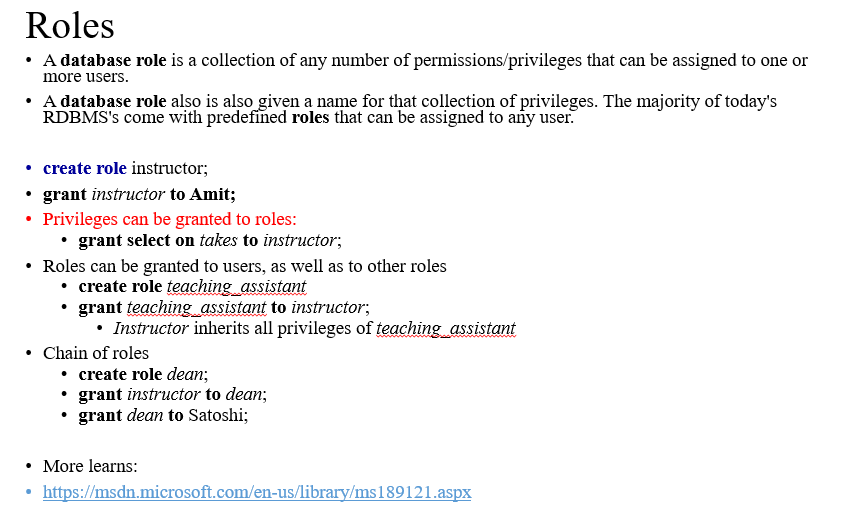 Roles
• A database role is a collection of any number of permissions/privileges that can be assigned to one or
more users.
• A database role also is also given a name for that collection of privileges. The majority of today's
RDBMS's come with predefined roles that can be assigned to any user.
• create role instructor;
• grant instructor to Amit;
• Privileges can be granted to roles:
• grant select on takes to instructor;
• Roles can be granted to users, as well as to other roles
• create role teaching_assistant
• grant teaching_assistant to instructor;
• Instructor inherits all privileges of teaching_assistant
• Chain of roles
• create role dean;
• grant instructor to dean;
• grant dean to Satoshi;
• More learns:
• https://msdn.microsoft.com/en-us/library/ms189121.aspx